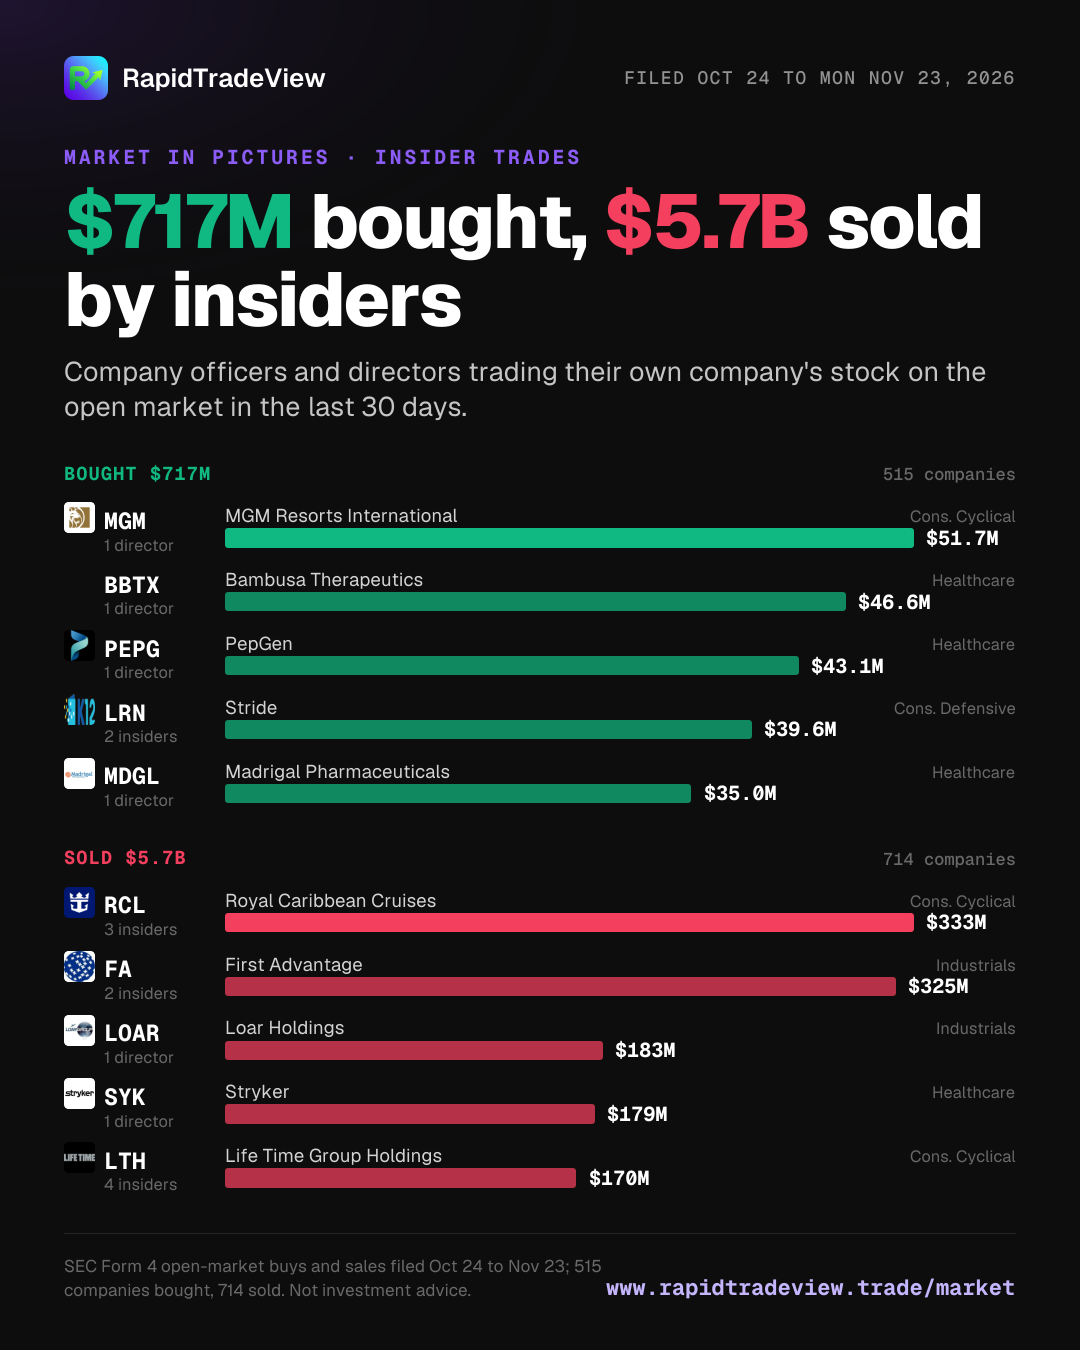 RapidTradeView
FILED OCT 24 TO MON NOV 23, 2026
MARKET IN PICTURES · INSIDER TRADES
$717M bought, $5.7B sold
by insiders
Company officers and directors trading their own company's stock on the
open market in the last 30 days.
BOUGHT $717M
515 companies
MGM
1 director
MGM Resorts International
Cons. Cyclical
$51.7M
BBTX
1 director
Bambusa Therapeutics
Healthcare
$46.6M
PEPG
1 director
PepGen
Healthcare
$43.1M
K12
LRN
2 insiders
Stride
Cons. Defensive
$39.6M
Madrigal
MDGL
1 director
Madrigal Pharmaceuticals
Healthcare
$35.0M
SOLD $5.7B
714 companies
RCL
3 insiders
Royal Caribbean Cruises
Cons. Cyclical
$333M
FA
2 insiders
First Advantage
Industrials
$325M
LOAR
1 director
Loar Holdings
Industrials
$183M
stryker
SYK
1 director
Stryker
Healthcare
$179M
LIFE TIME
LTH
4 insiders
Life Time Group Holdings
Cons. Cyclical
$170M
SEC Form 4 open-market buys and sales filed Oct 24 to Nov 23; 515
companies bought, 714 sold. Not investment advice.
www.rapidtradeview.trade/market